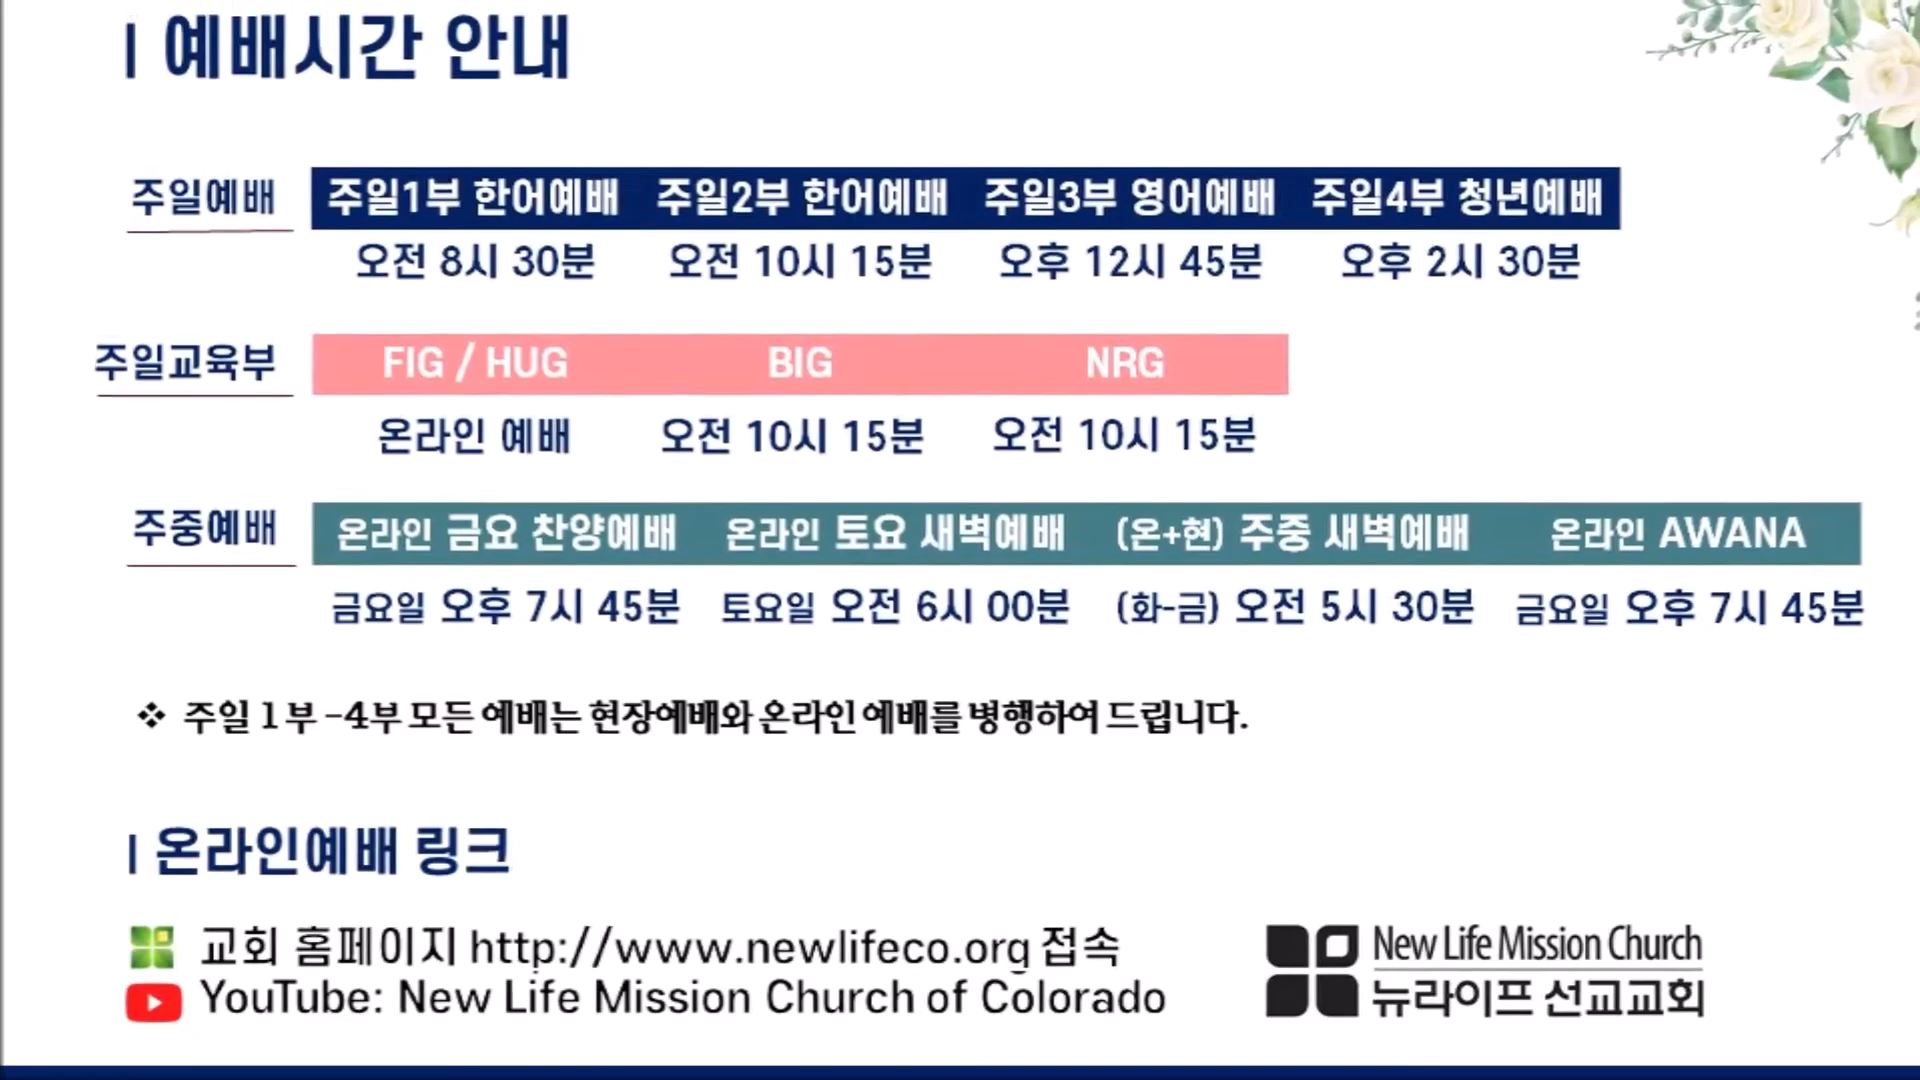 예배시간 안내
주일예배 주일1부 한어예배 주일2부 한어예배 주일3부 영어예배 주일4부 청년예배
오전 8시 30분 오전 10시 15분 오후 12시 45분 오후 2시 30분
주일교육부 FIG / HUG BIG NRG
온라인 예배 오전 10시 15분 오전 10시 15분
주중예배 온라인 금요 찬양예배 온라인 토요 새벽예배 (온+현) 주중 새벽예배 온라인 AWANA
금요일 오후 7시 45분 토요일 오전 6시 00분 (화-금) 오전 5시 30분 금요일 오후 7시 45분
❖ 주일 1부 -4부 모든 예배는 현장예배와 온라인 예배를 병행하여 드립니다.
온라인예배 링크
교회 홈페이지 http://www.newlifeco.org 접속
YouTube: New Life Mission Church of Colorado
New Life Mission Church
뉴라이프 선교교회